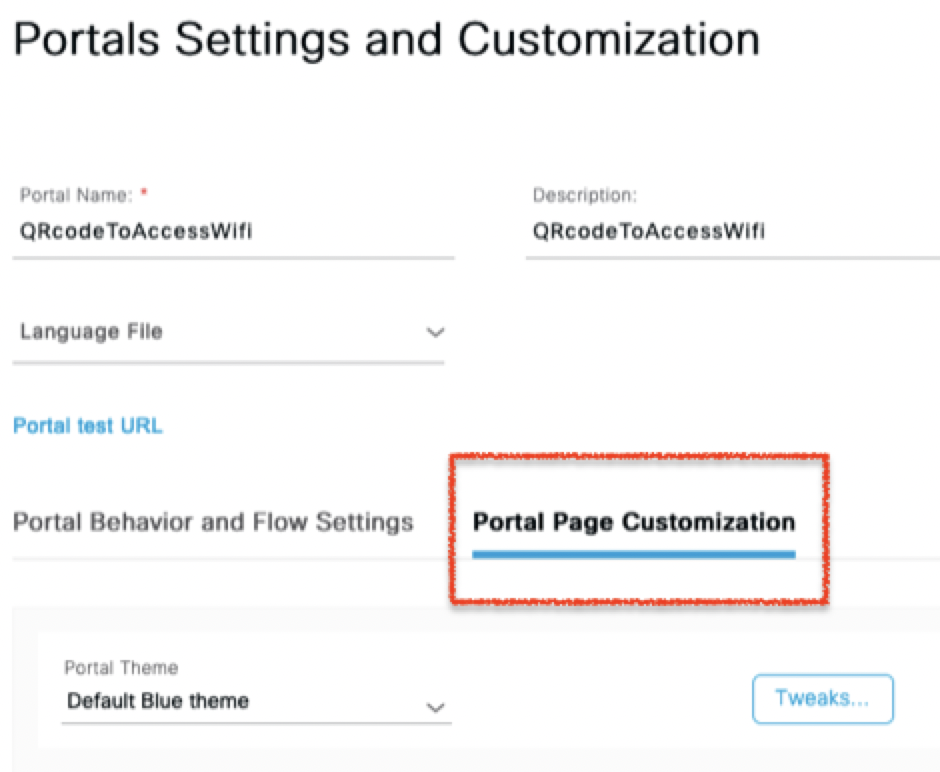 Portals Settings and Customization
Portal Name: * Description:
QRcodeToAccessWifi QRcodeToAccessWifi
Language File
Portal test URL
Portal Behavior and Flow Settings Portal Page Customization
Portal Theme
Default Blue theme Tweaks...